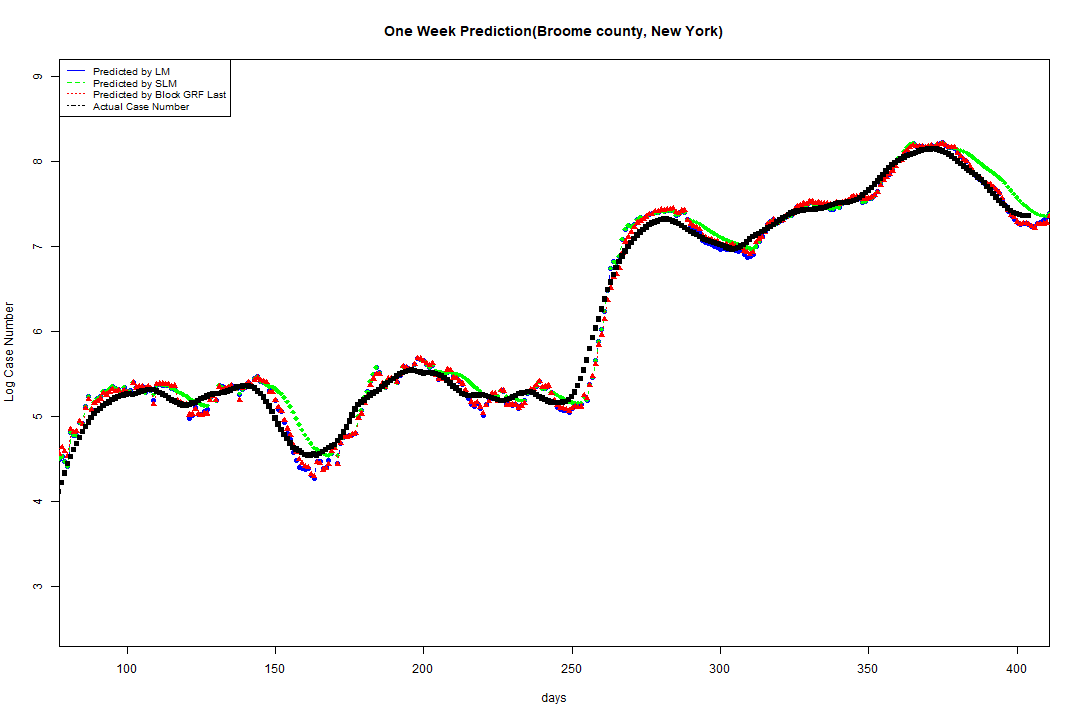 One Week Prediction(Broome county, New York)
Predicted by LM
Predicted by SLM
Predicted by Block GRF Last
Actual Case Number
9
8
7
6
5
4
3
Log Case Number
100 150 200 250 300 350 400
days